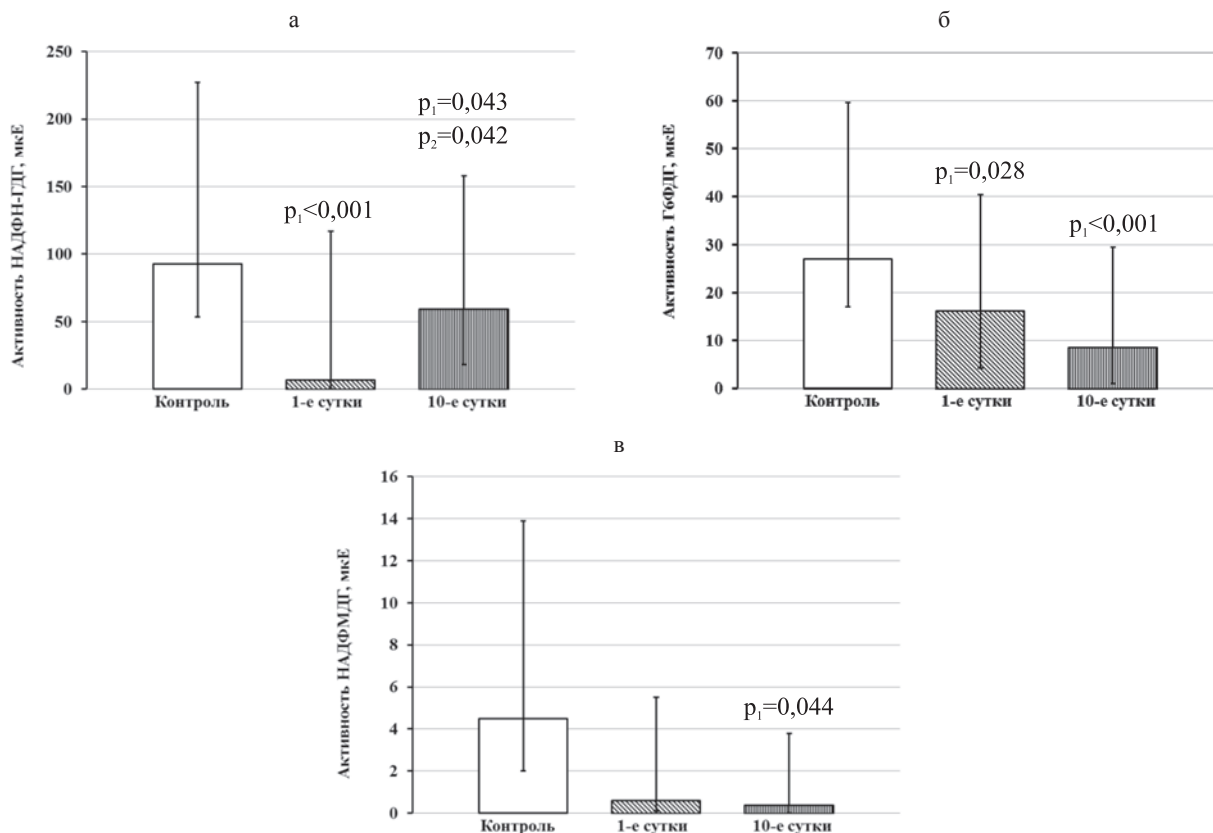 а
Активность НАДФН-ГДГ, мкЕ
250
200
150
100
50
0
p₁<0,001
p₁=0,043
p₂=0,042
Контроль
1-е сутки
10-е сутки
б
Активность Г6ФДГ, мкЕ
70
60
50
40
30
20
10
0
p₁=0,028
p₁<0,001
Контроль
1-е сутки
10-е сутки
в
Активность НАДФМДГ, мкЕ
16
14
12
10
8
6
4
2
0
p₁=0,044
Контроль
1-е сутки
10-е сутки